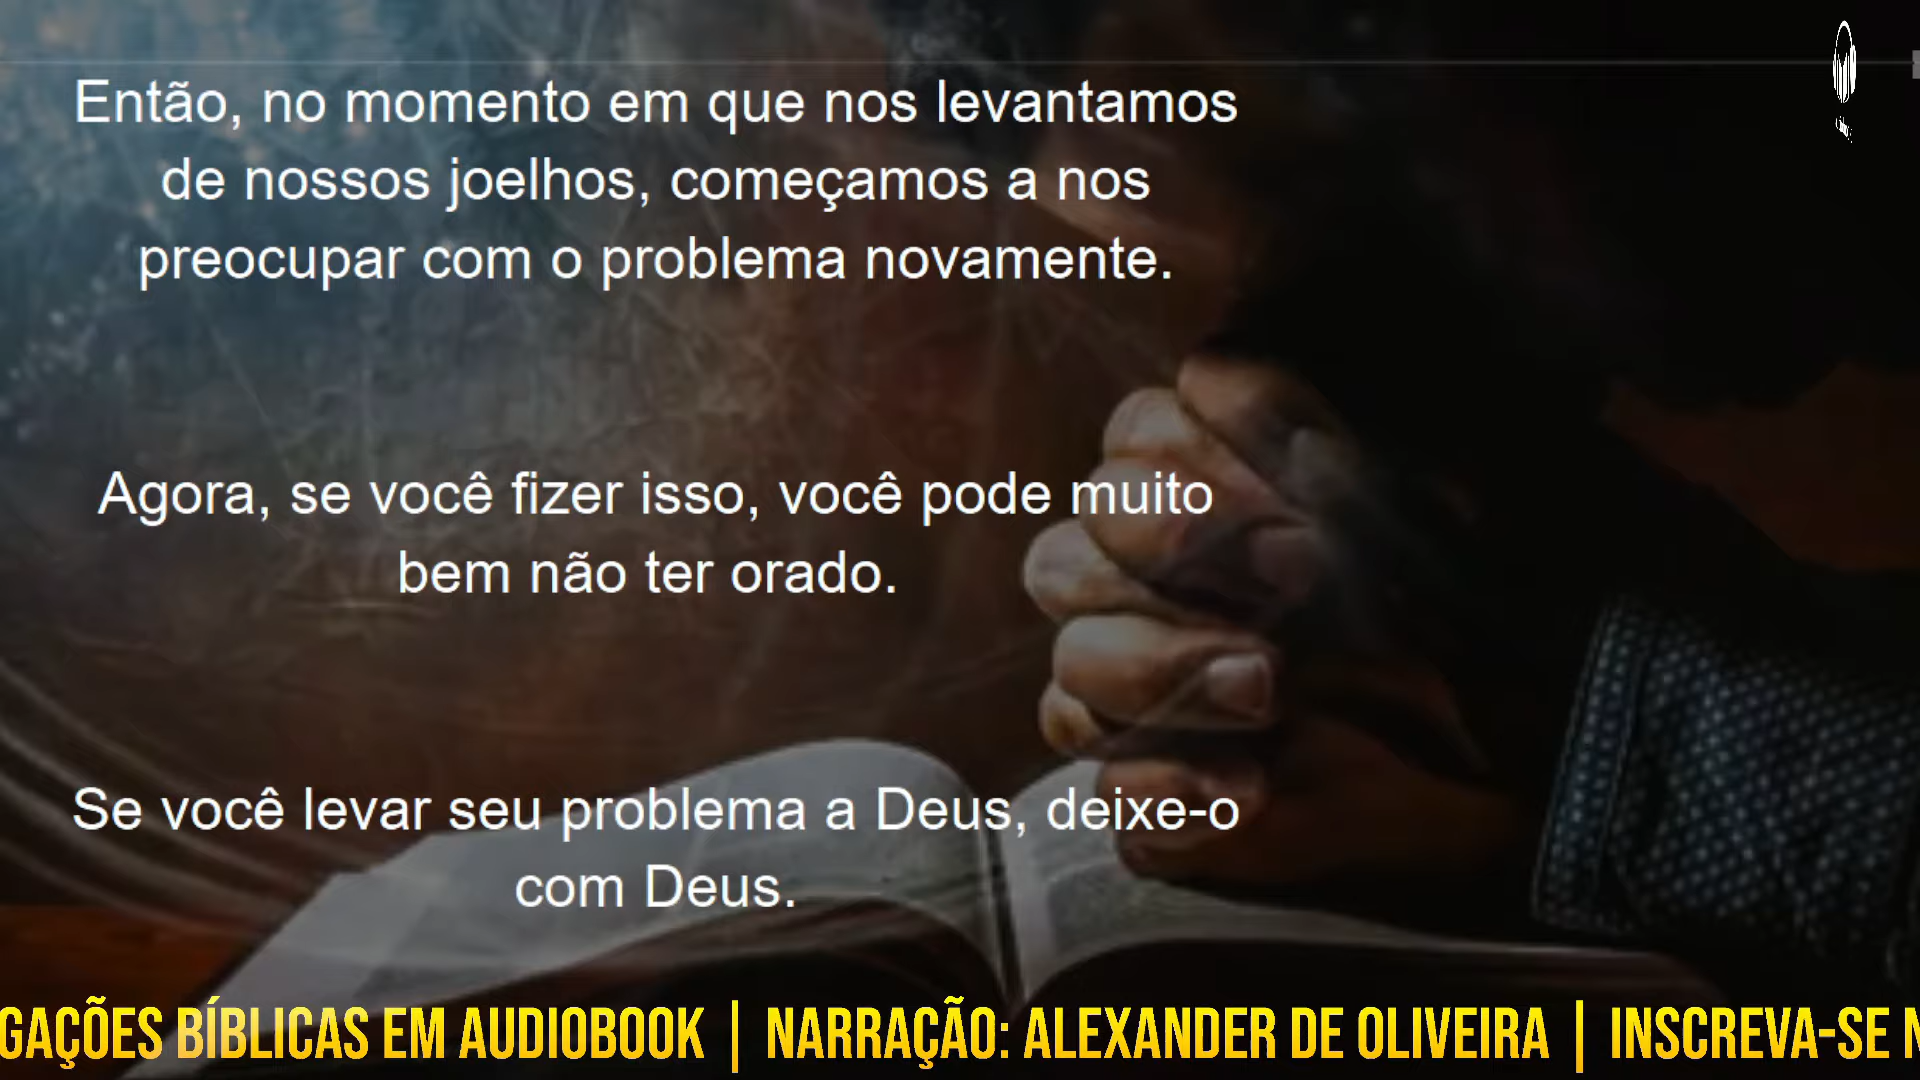 Então, no momento em que nos levantamos
de nossos joelhos, começamos a nos
preocupar com o problema novamente.
Agora, se você fizer isso, você pode muito
bem não ter orado.
Se você levar seu problema a Deus, deixe-o
com Deus.
GAÇÕES BÍBLICAS EM AUDIOBOOK | NARRAÇÃO: ALEXANDER DE OLIVEIRA | INSCREVA-SE